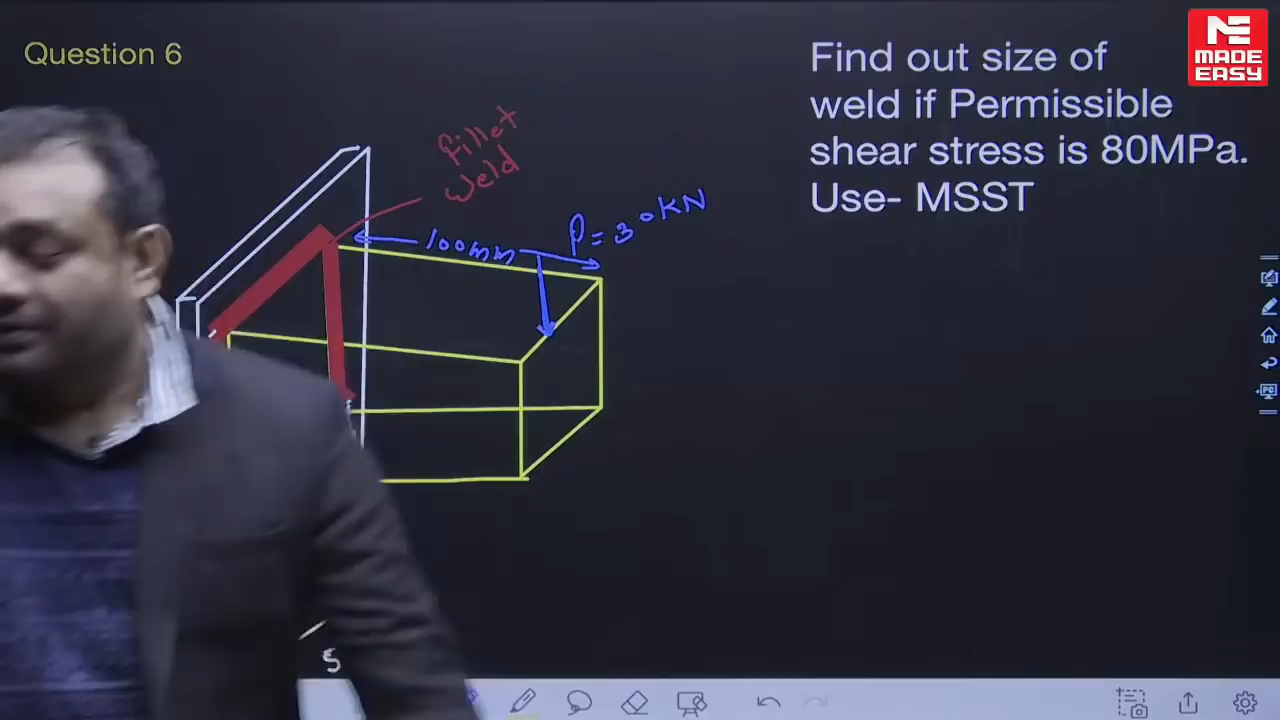 Question 6
Find out size of
weld if Permissible
shear stress is 80MPa.
Use- MSST
MADE
EASY
fillet
weld
100mm
P=30KN
5